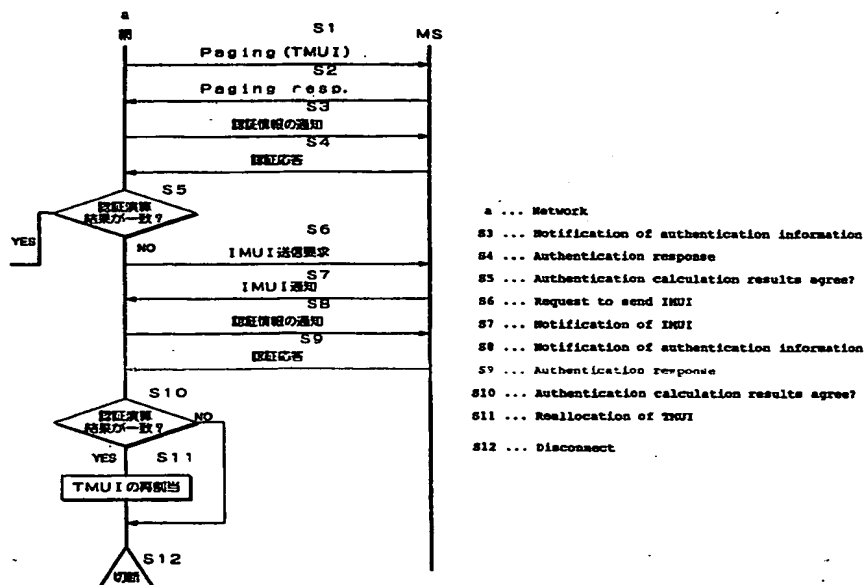 a
網
S1
MS
Paging (TMUI)
S2
Paging resp.
S3
認証情報の通知
S4
認証応答
S5
認証演算
結果が一致?
YES
NO
S6
IMUI送信要求
S7
IMUI通知
S8
認証情報の通知
S9
認証応答
S10
認証演算
結果が一致?
NO
YES
S11
TMUIの再割当
S12
切断
a ... Network
S3 ... Notification of authentication information
S4 ... Authentication response
S5 ... Authentication calculation results agree?
S6 ... Request to send IMUI
S7 ... Notification of IMUI
S8 ... Notification of authentication information
S9 ... Authentication response
S10 ... Authentication calculation results agree?
S11 ... Reallocation of TMUI
S12 ... Disconnect